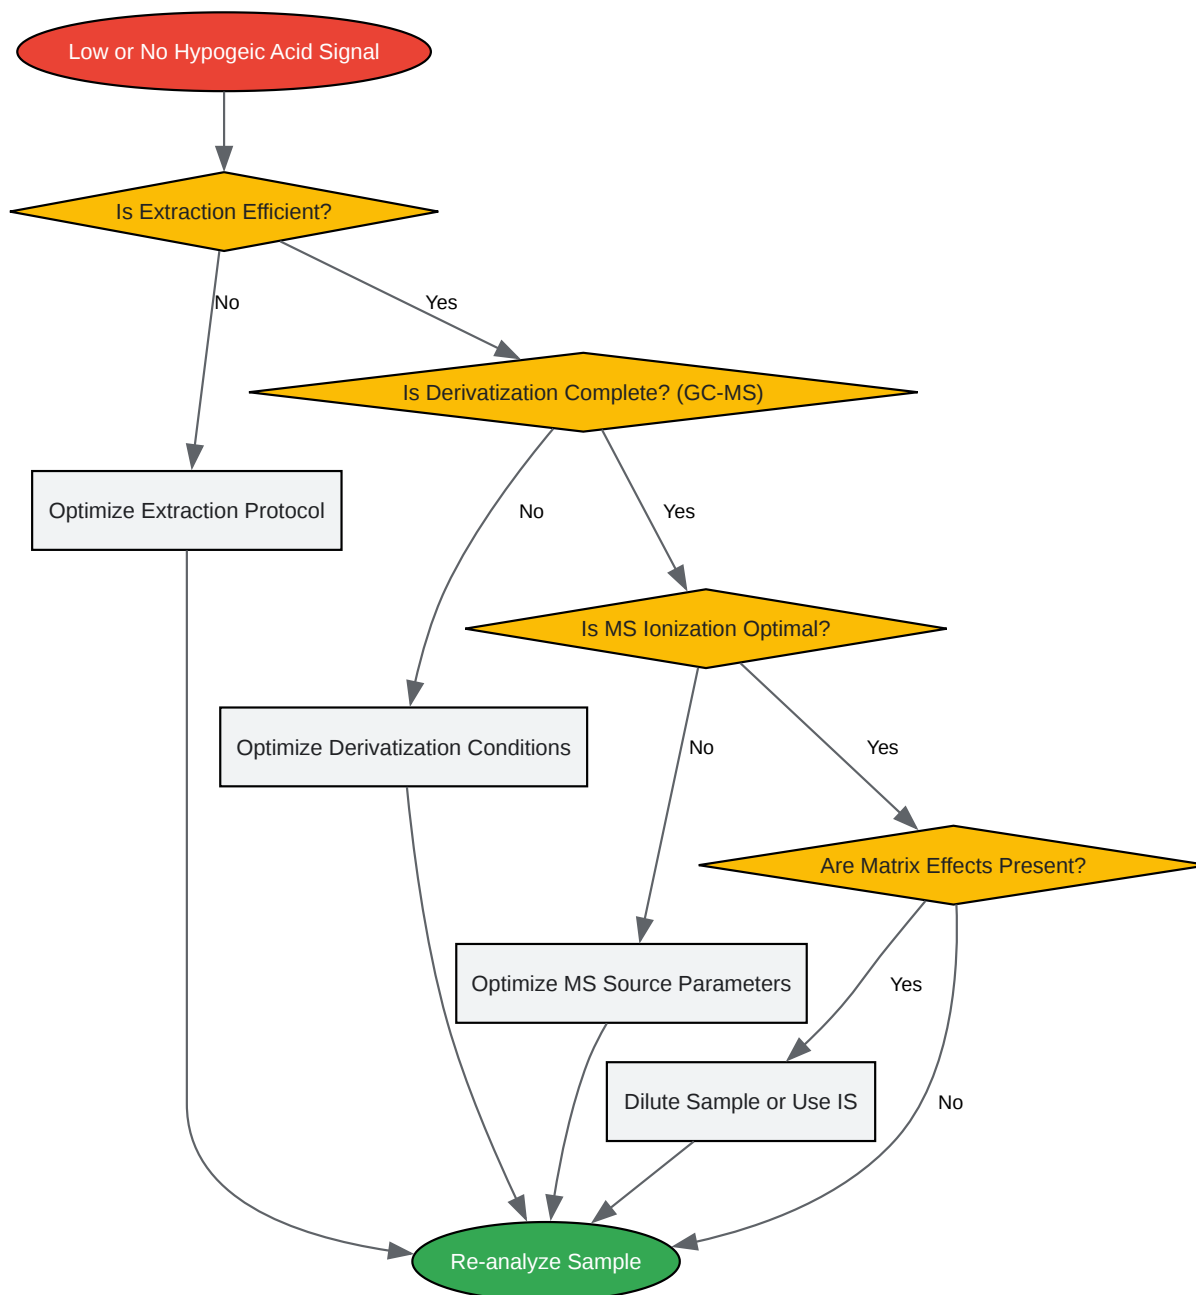 Low or No Hypogeic Acid Signal
Is Extraction Efficient?
No
Yes
Is Derivatization Complete? (GC-MS)
Optimize Extraction Protocol
No
Yes
Is MS Ionization Optimal?
Optimize Derivatization Conditions
No
Yes
Are Matrix Effects Present?
Optimize MS Source Parameters
Yes
Dilute Sample or Use IS
No
Re-analyze Sample